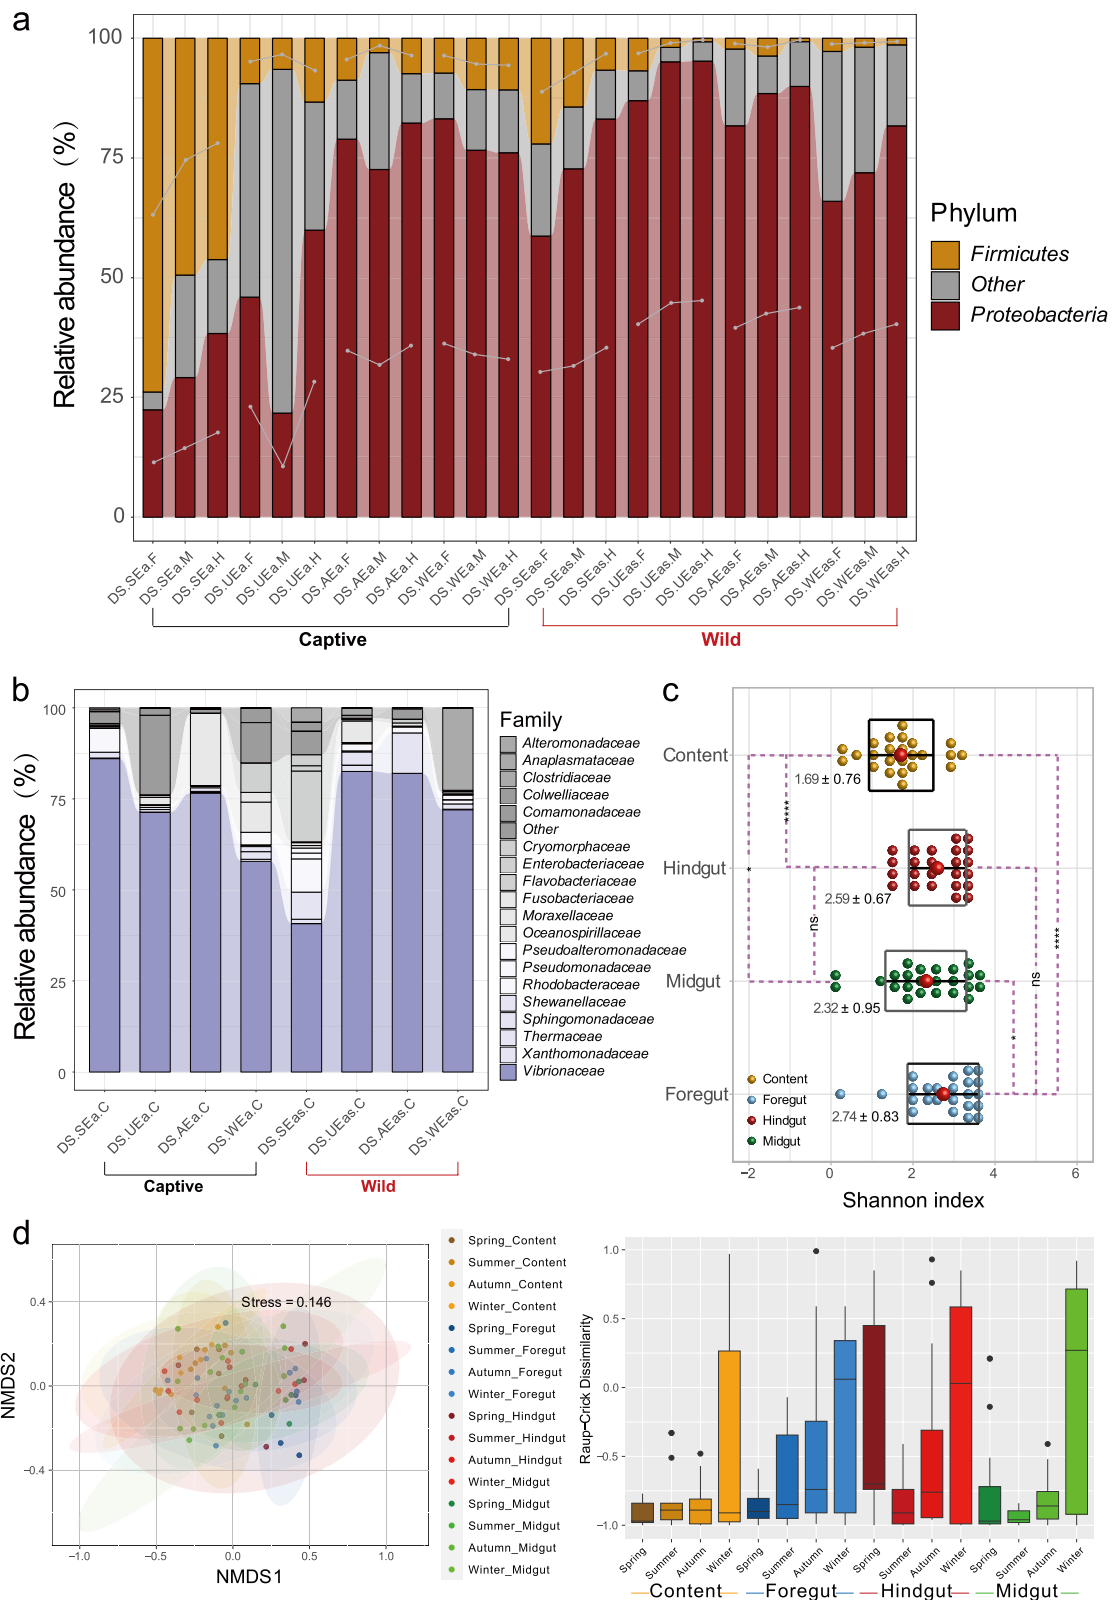 a
100
75
50
25
0
Relative abundance (%)
Phylum
Firmicutes
Other
Proteobacteria
DS.SEa.F
DS.SEa.M
DS.SEa.H
DS.UEa.F
DS.UEa.M
DS.UEa.H
DS.AEa.F
DS.AEa.M
DS.AEa.H
DS.WEa.F
DS.WEa.M
DS.WEa.H
DS.SEas.F
DS.SEas.M
DS.SEas.H
DS.UEas.F
DS.UEas.M
DS.UEas.H
DS.AEas.F
DS.AEas.M
DS.AEas.H
DS.WEas.F
DS.WEas.M
DS.WEas.H
Captive
Wild
b
100
75
50
25
0
Relative abundance (%)
Family
Alteromonadaceae
Anaplasmataceae
Clostridiaceae
Colwelliaceae
Comamonadaceae
Other
Cryomorphaceae
Enterobacteriaceae
Flavobacteriaceae
Fusobacteriaceae
Moraxellaceae
Oceanospirillaceae
Pseudoalteromonadaceae
Pseudomonadaceae
Rhodobacteraceae
Shewanellaceae
Sphingomonadaceae
Thermaceae
Xanthomonadaceae
Vibrionaceae
DS.SEa.C
DS.UEa.C
DS.AEa.C
DS.WEa.C
DS.SEas.C
DS.UEas.C
DS.AEas.C
DS.WEas.C
Captive
Wild
c
Content
Hindgut
Midgut
Foregut
1.69 ± 0.76
2.59 ± 0.67
2.32 ± 0.95
2.74 ± 0.83
*
****
ns
*
ns
****
Content
Foregut
Hindgut
Midgut
−2
0
2
4
6
Shannon index
d
Stress = 0.146
0.4
0.0
−0.4
NMDS2
−1.0
−0.5
0.0
0.5
1.0
NMDS1
Spring_Content
Summer_Content
Autumn_Content
Winter_Content
Spring_Foregut
Summer_Foregut
Autumn_Foregut
Winter_Foregut
Spring_Hindgut
Summer_Hindgut
Autumn_Hindgut
Winter_Midgut
Spring_Midgut
Summer_Midgut
Autumn_Midgut
Winter_Midgut
Raup−Crick Dissimilarity
1.0
0.5
0.0
−0.5
−1.0
Spring
Summer
Autumn
Winter
Spring
Summer
Autumn
Winter
Spring
Summer
Autumn
Winter
Spring
Summer
Autumn
Winter
Content
Foregut
Hindgut
Midgut